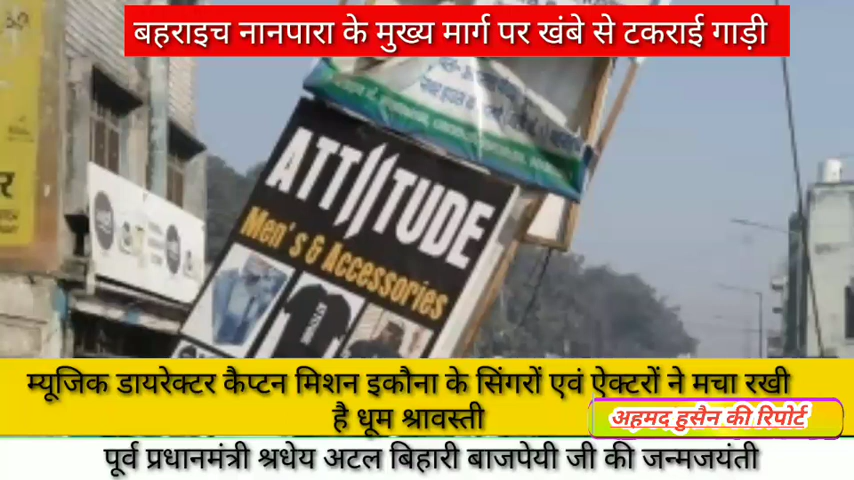 बहराइच नानपारा के मुख्य मार्ग पर खंबे से टकराई गाड़ी
ATTITUDE
Men's & Accessories
म्यूजिक डायरेक्टर कैप्टन मिशन इकौना के सिंगरों एवं ऐक्टरों ने मचा रखी
है धूम श्रावस्ती
अहमद हुसैन की रिपोर्ट
पूर्व प्रधानमंत्री श्रधेय अटल बिहारी बाजपेयी जी की जन्मजयंती